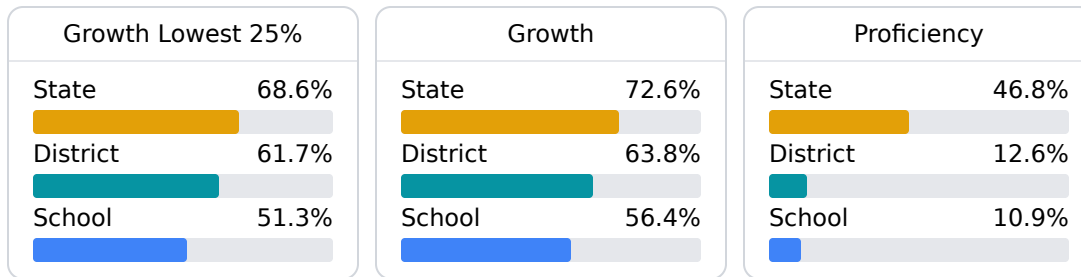 Growth Lowest 25%
State 68.6%
District 61.7%
School 51.3%
Growth
State 72.6%
District 63.8%
School 56.4%
Proficiency
State 46.8%
District 12.6%
School 10.9%